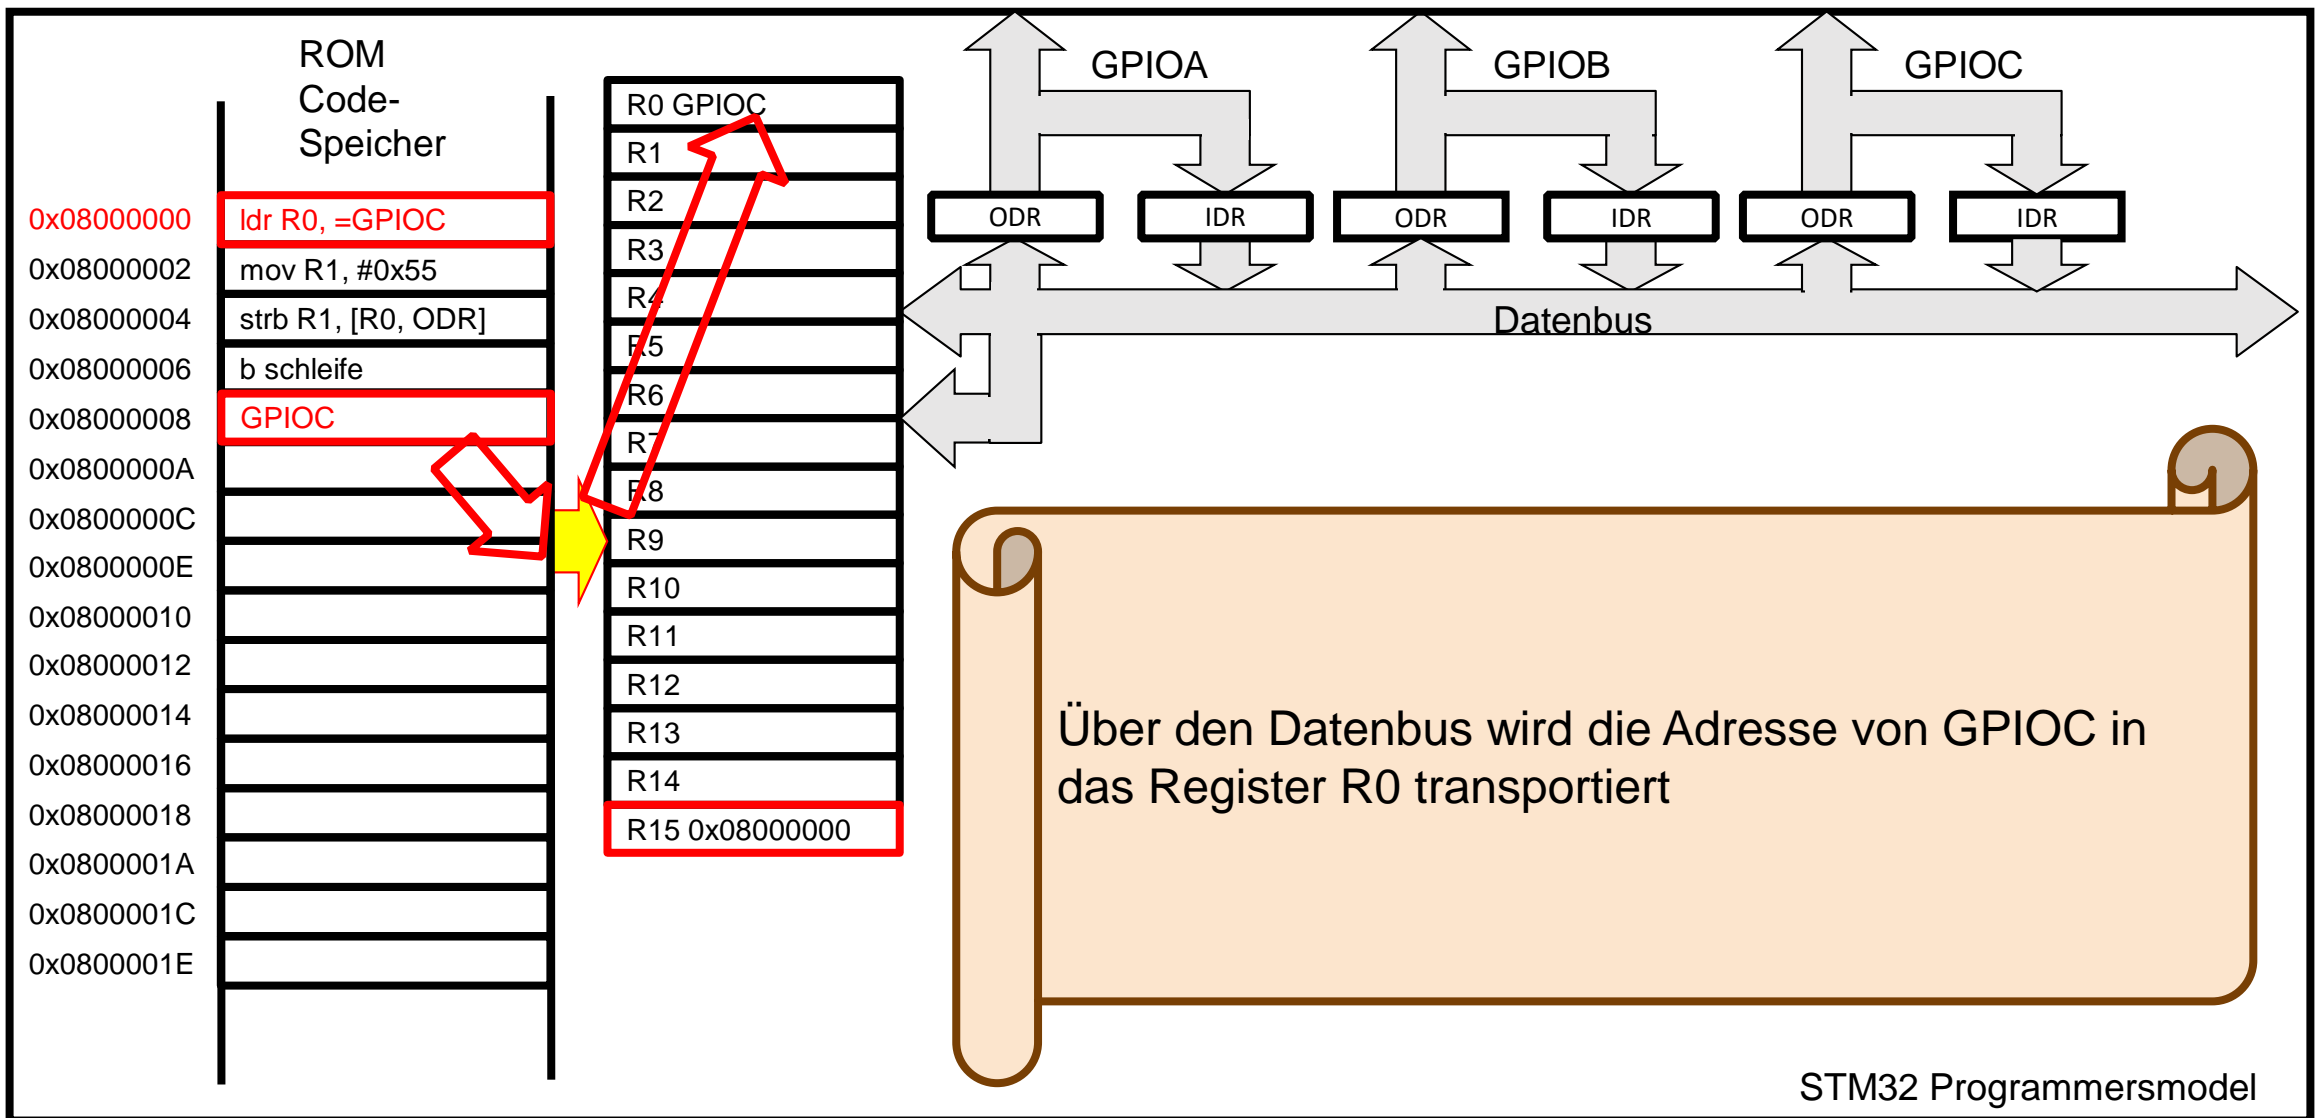 ROM
Code-
Speicher
0x08000000 ldr R0, =GPIOC
0x08000002 mov R1, #0x55
0x08000004 strb R1, [R0, ODR]
0x08000006 b schleife
0x08000008 GPIOC
0x0800000A
0x0800000C
0x0800000E
0x08000010
0x08000012
0x08000014
0x08000016
0x08000018
0x0800001A
0x0800001C
0x0800001E
R0 GPIOC
R1
R2
R3
R4
R5
R6
R7
R8
R9
R10
R11
R12
R13
R14
R15 0x08000000
GPIOA
GPIOB
GPIOC
ODR
IDR
ODR
IDR
ODR
IDR
Datenbus
Über den Datenbus wird die Adresse von GPIOC in
das Register R0 transportiert
STM32 Programmersmodel